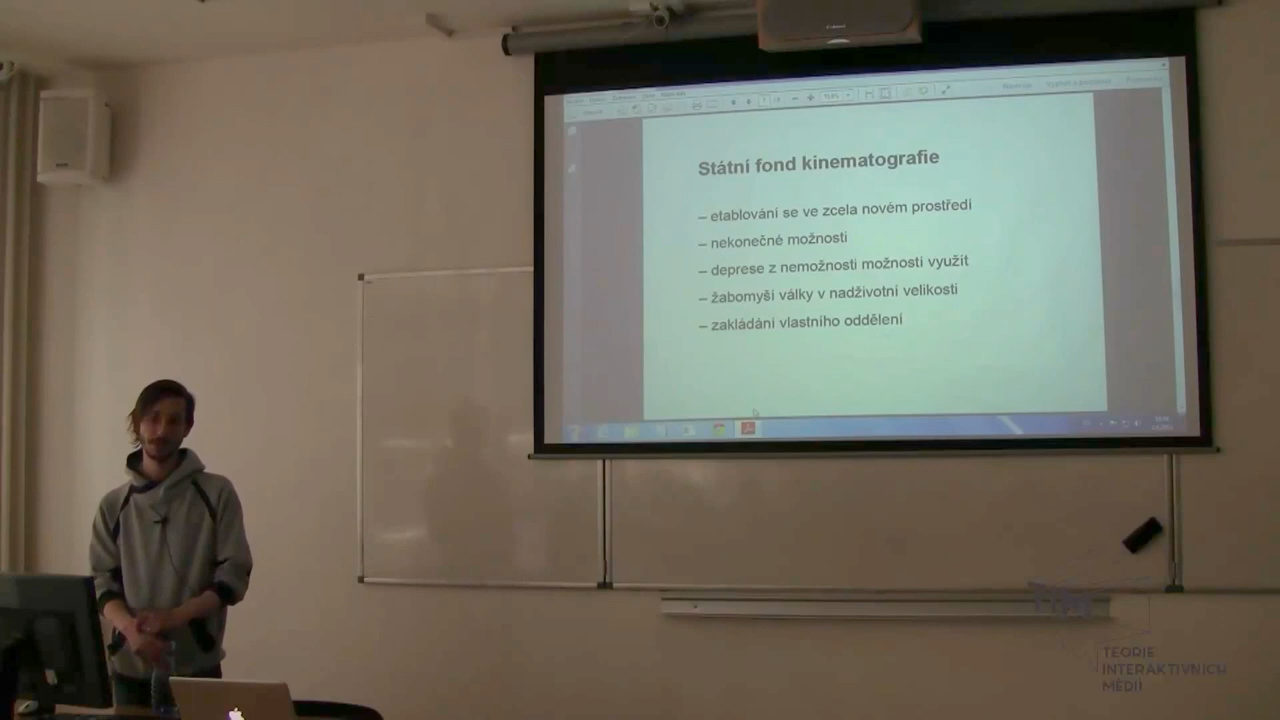 Státní fond kinematografie
– etablování se ve zcela novém prostředí
– nekonečné možnosti
– deprese z nemožnosti možnosti využít
– žabomyší války v nadživotní velikosti
– zakládání vlastního oddělení
TEORIE
INTERAKTIVNÍCH
MÉDIÍ